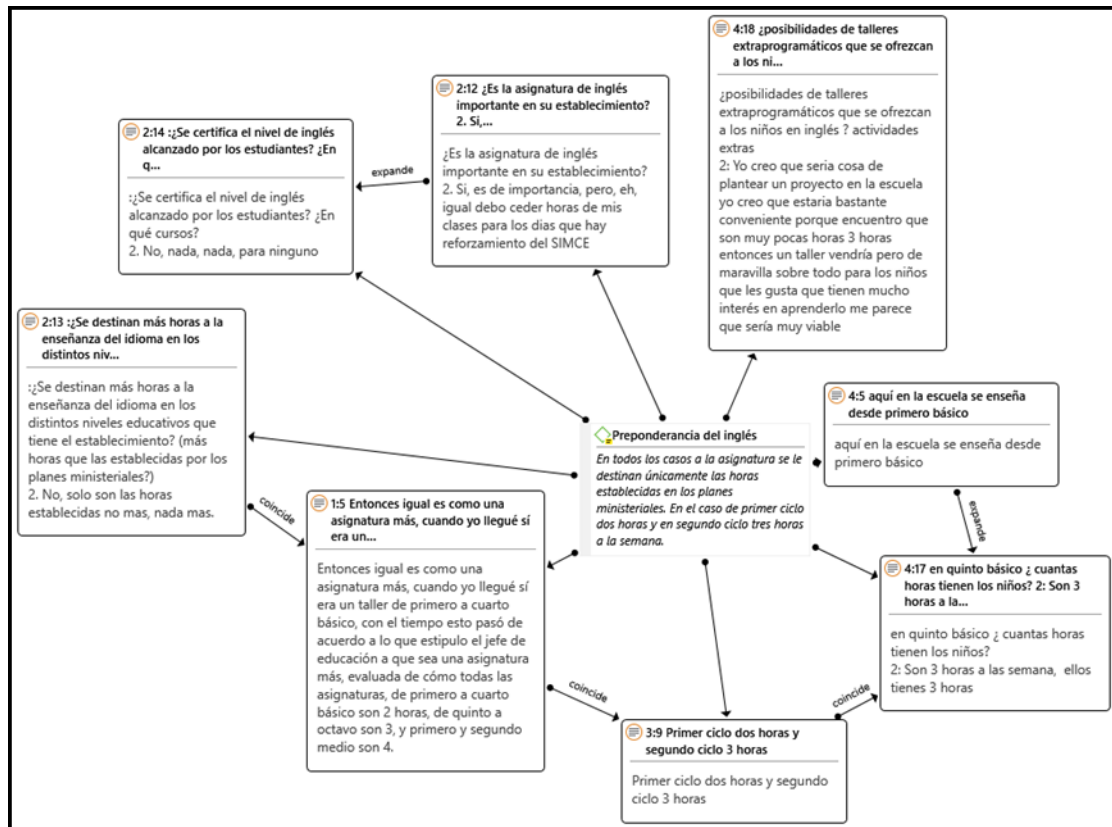 4:18 ¿posibilidades de talleres
extraprogramáticos que se ofrezcan
a los ni...
¿posibilidades de talleres
extraprogramáticos que se ofrezcan
a los niños en inglés ? actividades
extras
2: Yo creo que seria cosa de
plantear un proyecto en la escuela
yo creo que estaria bastante
conveniente porque encuentro que
son muy pocas horas 3 horas
entonces un taller vendría pero de
maravilla sobre todo para los niños
que les gusta que tienen mucho
interés en aprenderlo me parece
que sería muy viable
2:12 ¿Es la asignatura de inglés
importante en su establecimiento?
2. Si,...
¿Es la asignatura de inglés
importante en su establecimiento?
2. Si, es de importancia, pero, eh,
igual debo ceder horas de mis
clases para los dias que hay
reforzamiento del SIMCE
expande
2:14 :¿Se certifica el nivel de inglés
alcanzado por los estudiantes? ¿En
q...
:¿Se certifica el nivel de inglés
alcanzado por los estudiantes? ¿En
qué cursos?
2. No, nada, nada, para ninguno
2:13 :¿Se destinan más horas a la
enseñanza del idioma en los
distintos niv...
:¿Se destinan más horas a la
enseñanza del idioma en los
distintos niveles educativos que
tiene el establecimiento? (más
horas que las establecidas por los
planes ministeriales?)
2. No, solo son las horas
establecidas no mas, nada mas.
coincide
Preponderancia del inglés
En todos los casos a la asignatura se le
destinan únicamente las horas
establecidas en los planes
ministeriales. En el caso de primer ciclo
dos horas y en segundo ciclo tres horas
a la semana.
4:5 aquí en la escuela se enseña
desde primero básico
aquí en la escuela se enseña desde
primero básico
expande
1:5 Entonces igual es como una
asignatura más, cuando yo llegué sí
era un...
Entonces igual es como una
asignatura más, cuando yo llegué sí
era un taller de primero a cuarto
básico, con el tiempo esto pasó de
acuerdo a lo que estipulo el jefe de
educación a que sea una asignatura
más, evaluada de cómo todas las
asignaturas, de primero a cuarto
básico son 2 horas, de quinto a
octavo son 3, y primero y segundo
medio son 4.
coincide
4:17 en quinto básico ¿ cuantas
horas tienen los niños? 2: Son 3
horas a la...
en quinto básico ¿ cuantas horas
tienen los niños?
2: Son 3 horas a las semana, ellos
tienes 3 horas
coincide
3:9 Primer ciclo dos horas y
segundo ciclo 3 horas
Primer ciclo dos horas y segundo
ciclo 3 horas